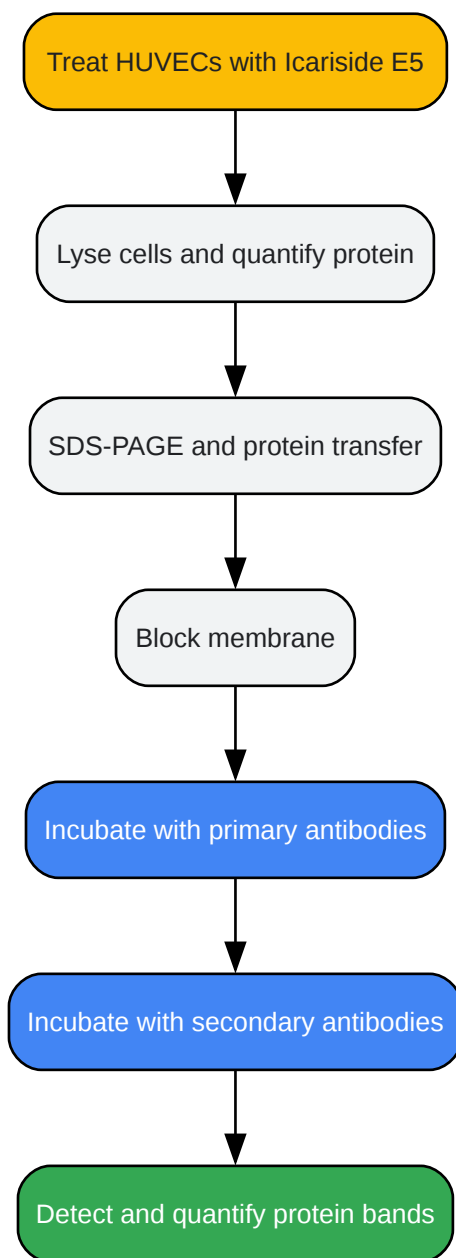 Treat HUVECs with Icariside E5
Lyse cells and quantify protein
SDS-PAGE and protein transfer
Block membrane
Incubate with primary antibodies
Incubate with secondary antibodies
Detect and quantify protein bands